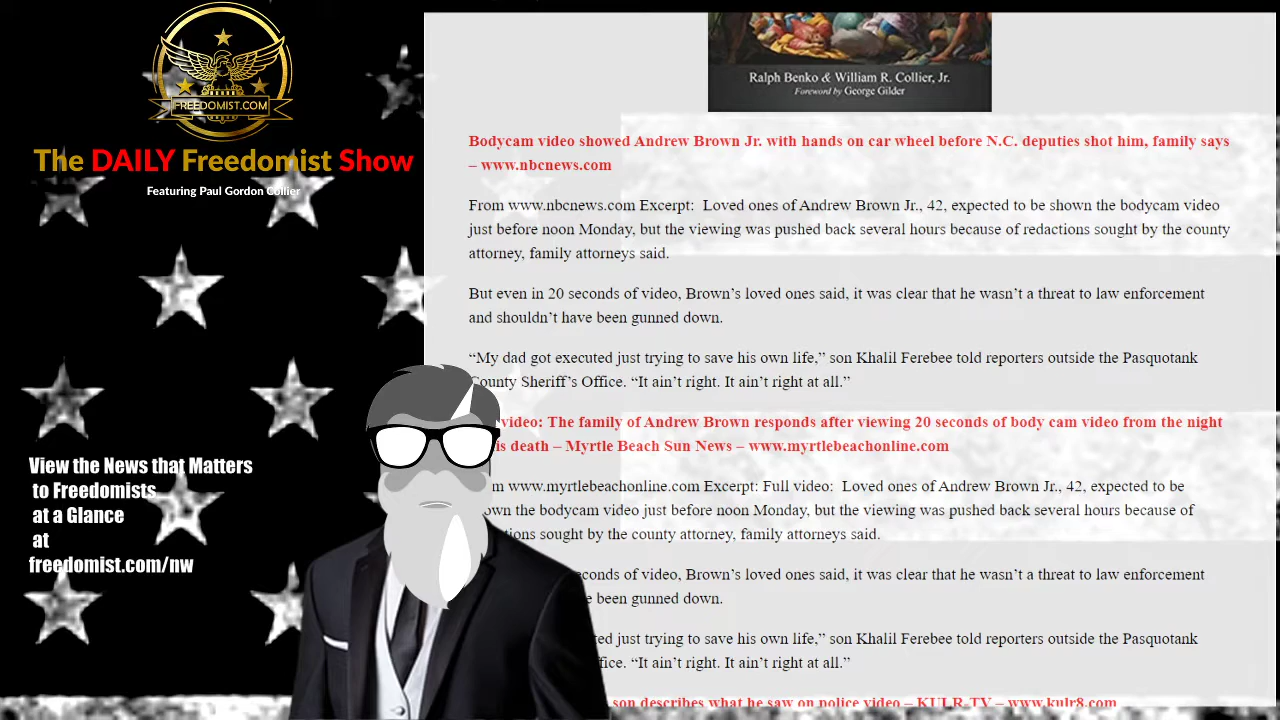 FREEDOMIST.COM
The DAILY Freedomist Show
Featuring Paul Gordon Collier
View the News that Matters
to Freedomists
at a Glance
at
freedomist.com/nw
Ralph Benko & William R. Collier, Jr.
Foreword by George Gilder
Bodycam video showed Andrew Brown Jr. with hands on car wheel before N.C. deputies shot him, family says
– www.nbcnews.com
From www.nbcnews.com Excerpt: Loved ones of Andrew Brown Jr., 42, expected to be shown the bodycam video
just before noon Monday, but the viewing was pushed back several hours because of redactions sought by the county
attorney, family attorneys said.
But even in 20 seconds of video, Brown’s loved ones said, it was clear that he wasn’t a threat to law enforcement
and shouldn’t have been gunned down.
“My dad got executed just trying to save his own life,” son Khalil Ferebee told reporters outside the Pasquotank
County Sheriff’s Office. “It ain’t right. It ain’t right at all.”
video: The family of Andrew Brown responds after viewing 20 seconds of body cam video from the night
death – Myrtle Beach Sun News – www.myrtlebeachonline.com
www.myrtlebeachonline.com Excerpt: Full video: Loved ones of Andrew Brown Jr., 42, expected to be
the bodycam video just before noon Monday, but the viewing was pushed back several hours because of
sought by the county attorney, family attorneys said.
of video, Brown’s loved ones said, it was clear that he wasn’t a threat to law enforcement
been gunned down.
just trying to save his own life,” son Khalil Ferebee told reporters outside the Pasquotank
“It ain’t right. It ain’t right at all.”
son describes what he saw on police video – KULR-TV – www.kulr8.com